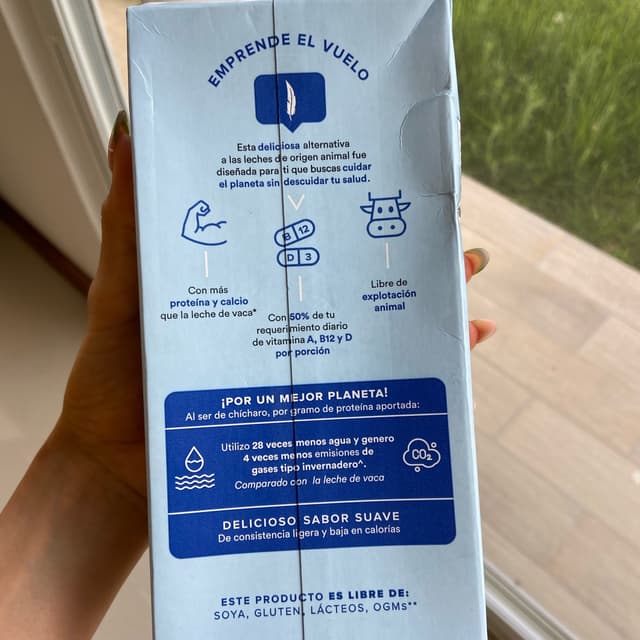 EMPRENDE EL VUELO
Esta deliciosa alternativa
a las leches de origen animal fue
diseñada para ti que buscas cuidar
el planeta sin descuidar tu salud.
B 12
D 3
Con más
proteína y calcio
que la leche de vaca*
Con 50% de tu
requerimiento diario
de vitamina A, B12 y D
por porción
Libre de
explotación
animal
¡POR UN MEJOR PLANETA!
Al ser de chícharo, por gramo de proteína aportada:
Utilizo 28 veces menos agua y genero
4 veces menos emisiones de
gases tipo invernadero^.
Comparado con la leche de vaca
CO₂
DELICIOSO SABOR SUAVE
De consistencia ligera y baja en calorías
ESTE PRODUCTO ES LIBRE DE:
SOYA, GLUTEN, LÁCTEOS, OGMs**